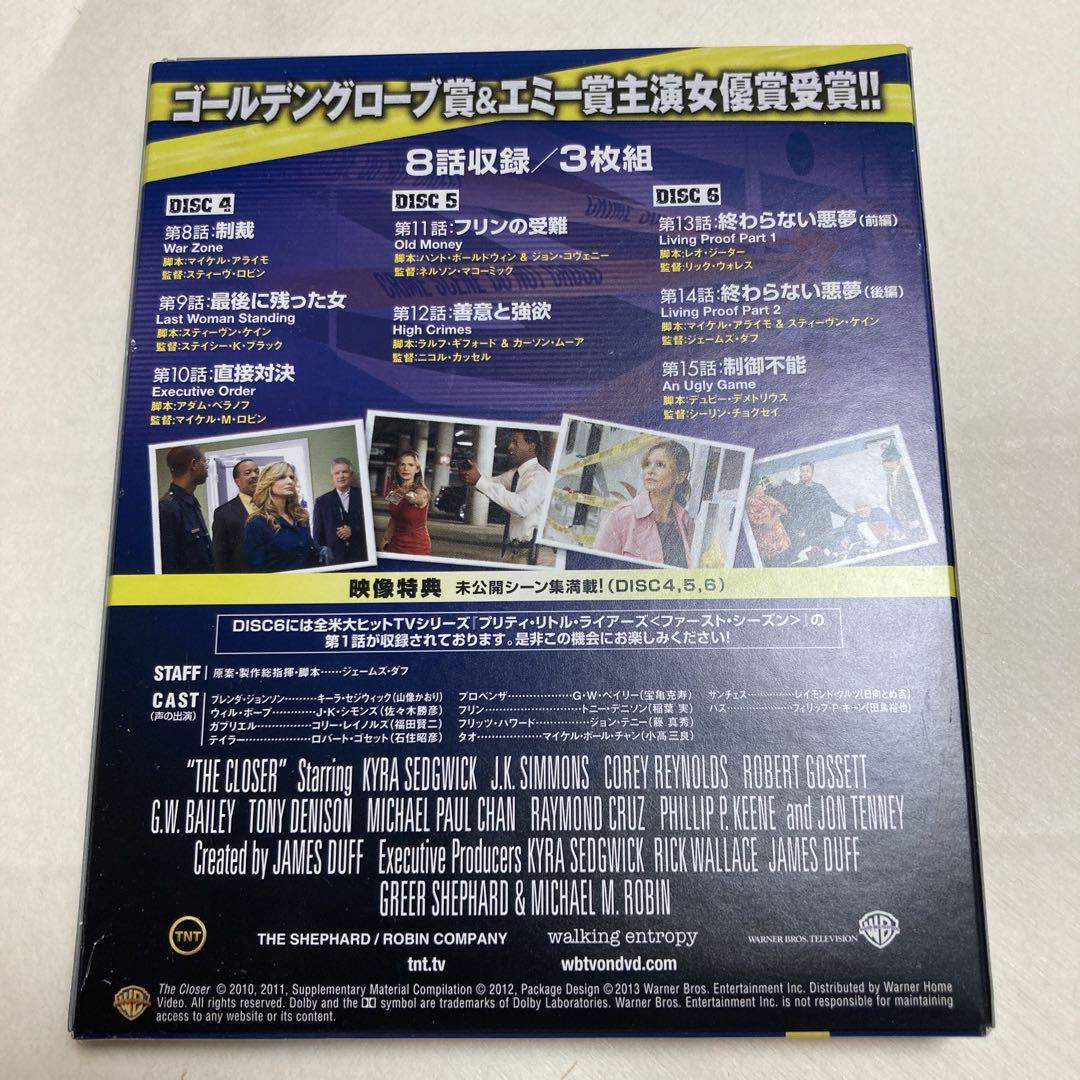 ゴールデングローブ賞&エミー賞主演女優賞受賞!!
8話収録/3枚組
DISC 4
第8話:制裁
War Zone
脚本:マイケル・アライモ
監督:スティーヴ・ロビン
第9話:最後に残った女
Last Woman Standing
脚本:スティーヴン・ケイン
監督:ステイシー・K・ブラック
第10話:直接対決
Executive Order
脚本:アダム・ベラノフ
監督:マイケル・M・ロビン
DISC 5
第11話:フリンの受難
Old Money
脚本:ハント・ボールドウィン & ジョン・コヴェニー
監督:ネルソン・マコーミック
第12話:善意と強欲
High Crimes
脚本:ラルフ・ギフォード & カーソン・ムーア
監督:ニコル・カッセル
DISC 6
第13話:終わらない悪夢(前編)
Living Proof Part 1
脚本:レオ・ジーター
監督:リック・ウォレス
第14話:終わらない悪夢(後編)
Living Proof Part 2
脚本:マイケル・アライモ & スティーヴン・ケイン
監督:ジェームズ・ダフ
第15話:制御不能
An Ugly Game
脚本:デュピー・デメトリウス
監督:シーリン・チョクセイ
映像特典 未公開シーン集満載!(DISC4,5,6)
DISC6には全米大ヒットTVシリーズ『プリティ・リトル・ライアーズ<ファースト・シーズン>』の
第1話が収録されております。是非この機会にお楽しみください!
STAFF 原案・製作総指揮・脚本……ジェームズ・ダフ
CAST
(声の出演)
ブレンダ・ジョンソン………キーラ・セジウィック(山像かおり)
ウィル・ポープ………J・K・シモンズ(佐々木勝彦)
ガブリエル………コリー・レイノルズ(福田賢二)
テイラー………ロバート・ゴセット(石住昭彦)
プロベンザ………G・W・ベイリー(宝亀克寿)
フリン………トニー・デニソン(稲葉 実)
フリッツ・ハワード………ジョン・テニー(藤 真秀)
タオ………マイケル・ポール・チャン(小高三良)
サンチェス………レイモンド・クルツ(日向とめ吉)
バズ………フィリップ・P・キーン(田島裕也)
"THE CLOSER" Starring KYRA SEDGWICK J.K. SIMMONS COREY REYNOLDS ROBERT GOSSETT
G.W. BAILEY TONY DENISON MICHAEL PAUL CHAN RAYMOND CRUZ PHILLIP P. KEENE and JON TENNEY
Created by JAMES DUFF Executive Producers KYRA SEDGWICK RICK WALLACE JAMES DUFF
GREER SHEPHARD & MICHAEL M. ROBIN
TNT
THE SHEPHARD / ROBIN COMPANY
walking entropy
WARNER BROS. TELEVISION
WB
tnt.tv
wbtvondvd.com
WB
The Closer © 2010, 2011, Supplementary Material Compilation © 2012, Package Design © 2013 Warner Bros. Entertainment Inc. Distributed by Warner Home
Video. All rights reserved. Dolby and the symbol are trademarks of Dolby Laboratories. Warner Bros. Entertainment Inc. is not responsible for maintaining
access to any website or its content.